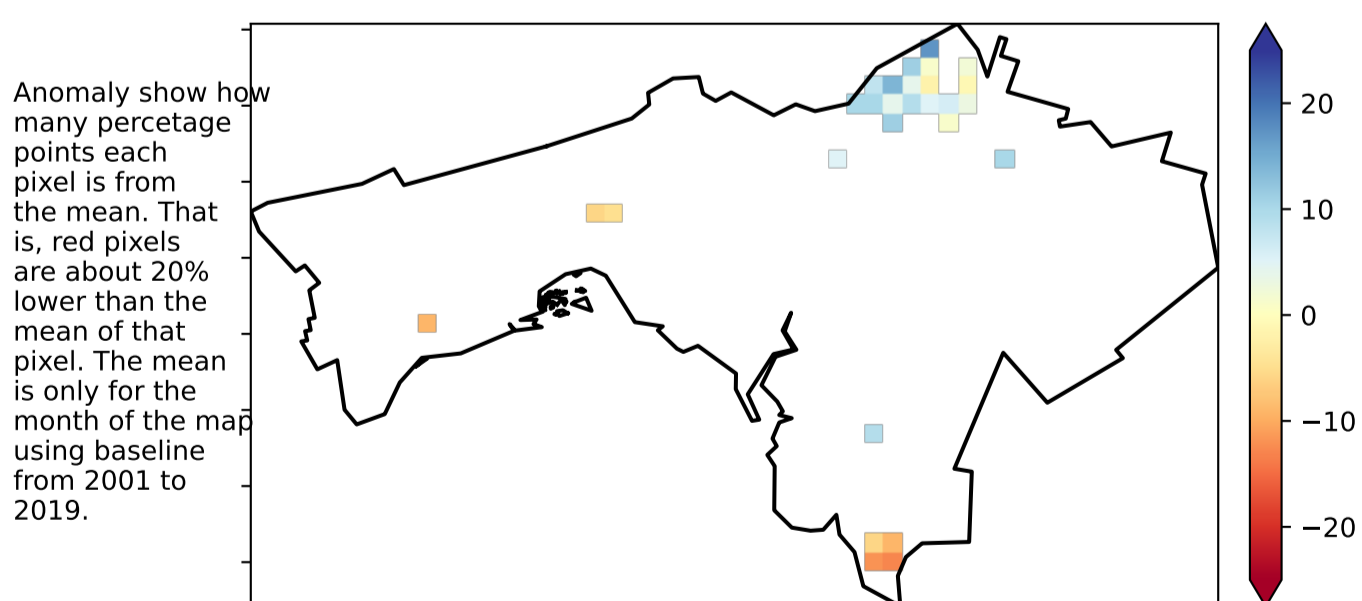 Anomaly show how
many percetage
points each
pixel is from
the mean. That
is, red pixels
are about 20%
lower than the
mean of that
pixel. The mean
is only for the
month of the map
using baseline
from 2001 to
2019.
20
10
0
−10
−20